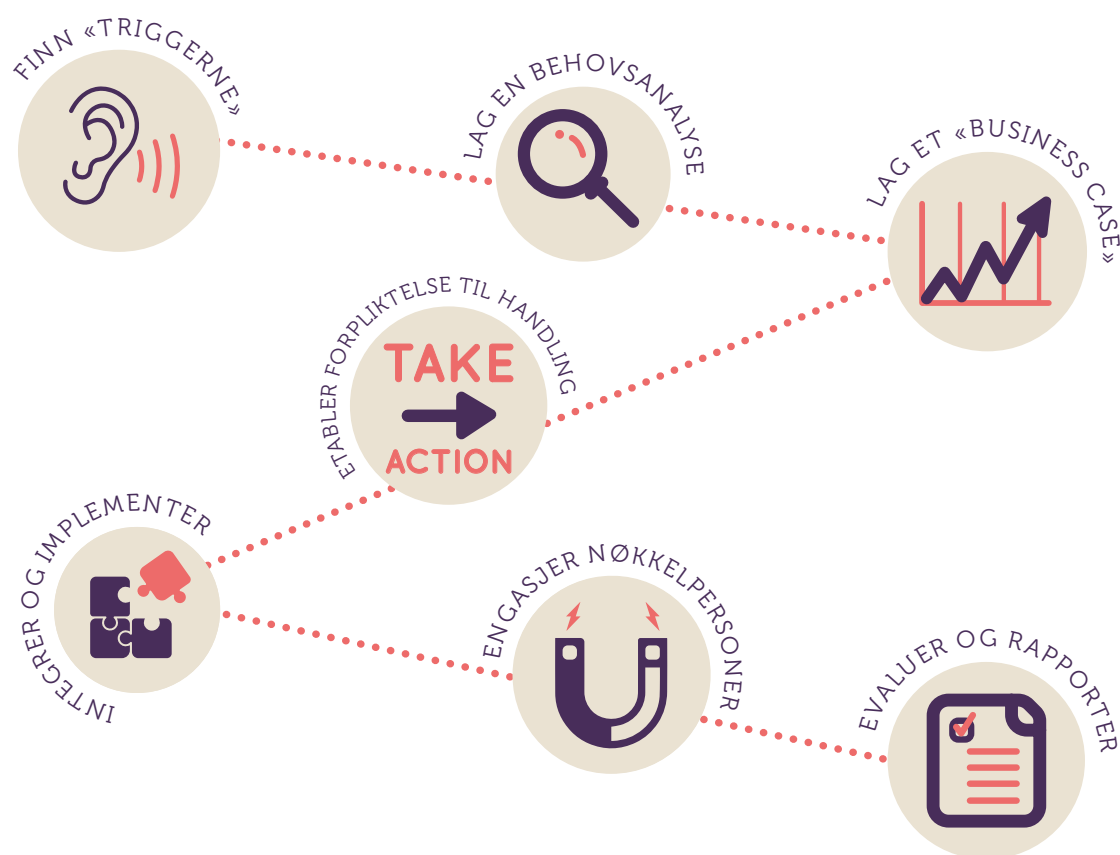 FINN «TRIGGERNE»
LAG EN BEHOVSANALYSE
LAG ET «BUSINESS CASE»
ETABLER FORPLIKTELSE TIL HANDLING
TAKE
ACTION
INTEGRER OG IMPLEMENTER
ENGASJER NØKKELPERSONER
EVALUER OG RAPPORTER